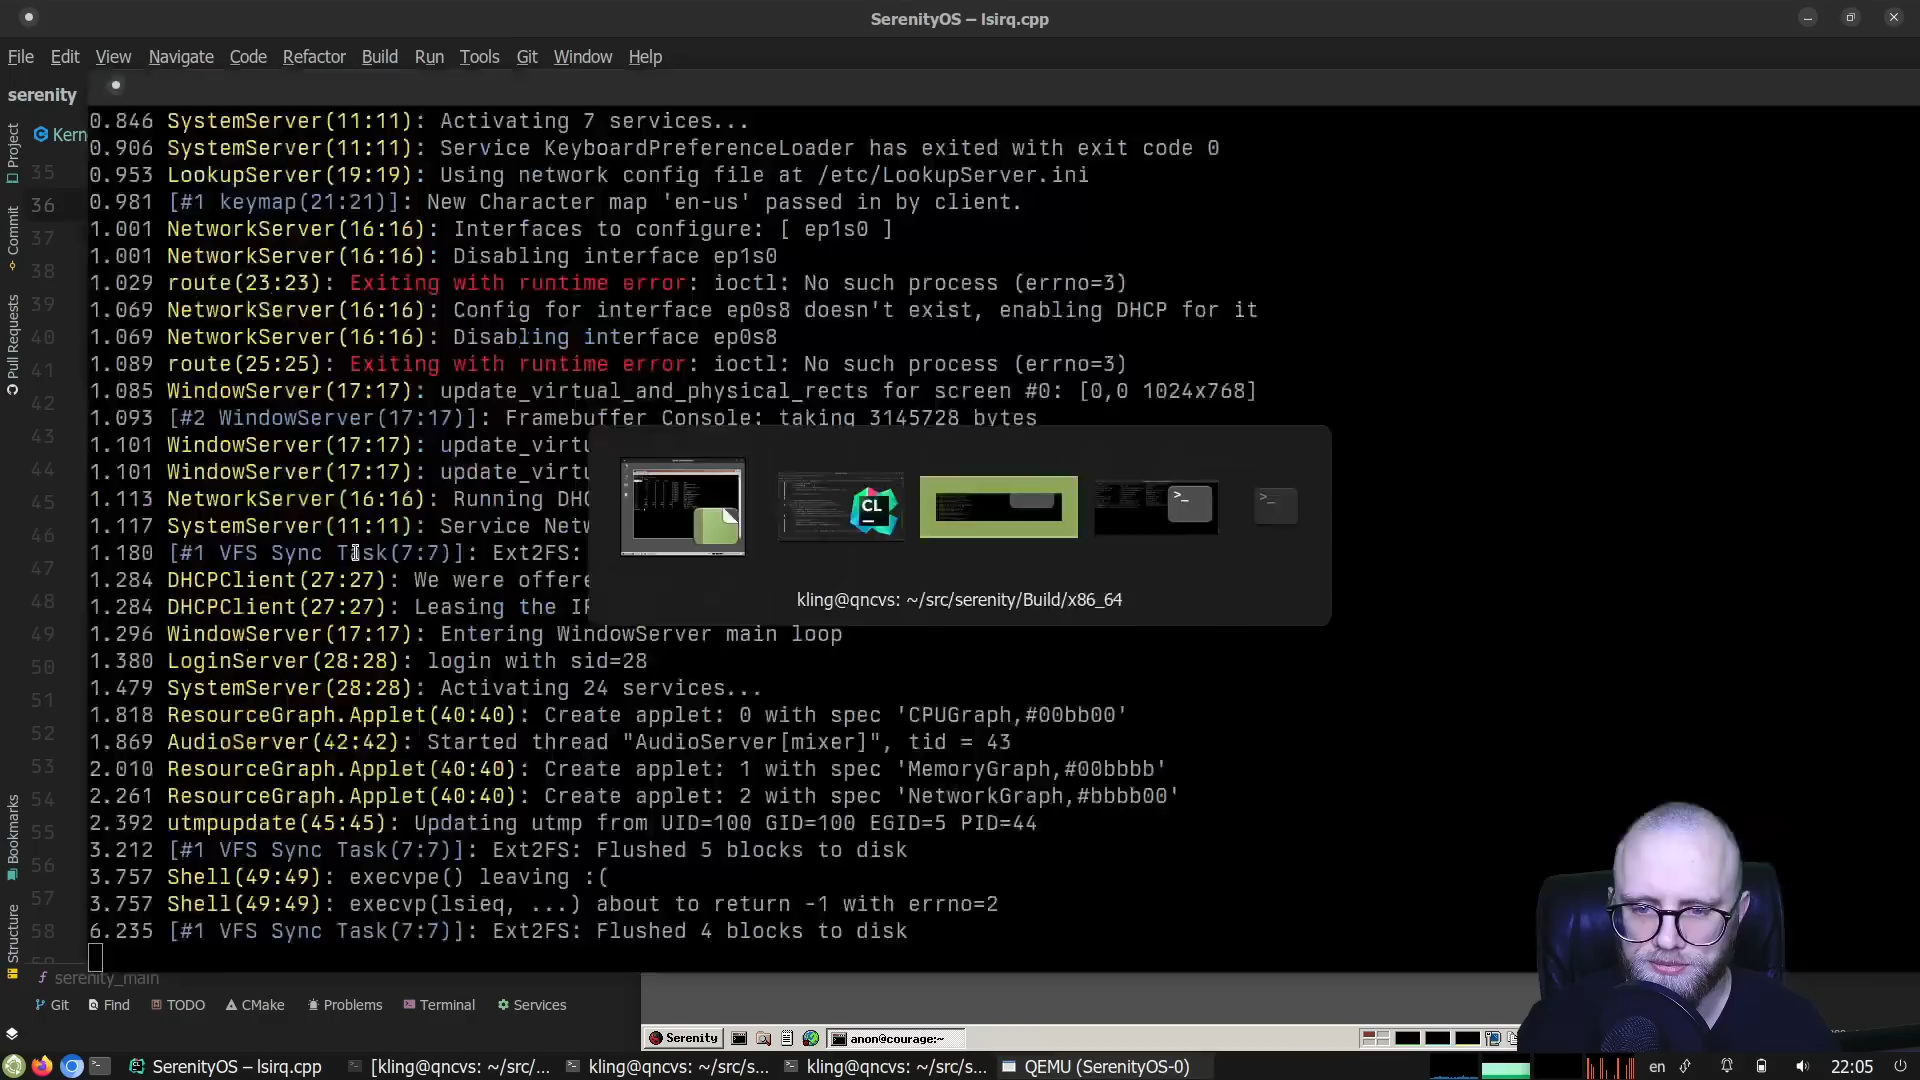 SerenityOS – lsirq.cpp
File Edit View Navigate Code Refactor Build Run Tools Git Window Help
serenity
Kern
Project
Commit
Pull Requests
Bookmarks
Structure
35
36
37
38
39
40
41
42
43
44
45
46
47
48
49
50
51
52
53
54
55
56
57
58
0.846 SystemServer(11:11): Activating 7 services...
0.906 SystemServer(11:11): Service KeyboardPreferenceLoader has exited with exit code 0
0.953 LookupServer(19:19): Using network config file at /etc/LookupServer.ini
0.981 [#1 keymap(21:21)]: New Character map 'en-us' passed in by client.
1.001 NetworkServer(16:16): Interfaces to configure: [ ep1s0 ]
1.001 NetworkServer(16:16): Disabling interface ep1s0
1.029 route(23:23): Exiting with runtime error: ioctl: No such process (errno=3)
1.069 NetworkServer(16:16): Config for interface ep0s8 doesn't exist, enabling DHCP for it
1.069 NetworkServer(16:16): Disabling interface ep0s8
1.089 route(25:25): Exiting with runtime error: ioctl: No such process (errno=3)
1.085 WindowServer(17:17): update_virtual_and_physical_rects for screen #0: [0,0 1024x768]
1.093 [#2 WindowServer(17:17)]: Framebuffer Console: taking 3145728 bytes
1.101 WindowServer(17:17): update_virtu
1.101 WindowServer(17:17): update_virtu
1.113 NetworkServer(16:16): Running DHC
1.117 SystemServer(11:11): Service Netw
1.180 [#1 VFS Sync Task(7:7)]: Ext2FS:
1.284 DHCPClient(27:27): We were offere
1.284 DHCPClient(27:27): Leasing the IP
1.296 WindowServer(17:17): Entering WindowServer main loop
1.380 LoginServer(28:28): login with sid=28
1.479 SystemServer(28:28): Activating 24 services...
1.818 ResourceGraph.Applet(40:40): Create applet: 0 with spec 'CPUGraph,#00bb00'
1.869 AudioServer(42:42): Started thread "AudioServer[mixer]", tid = 43
2.010 ResourceGraph.Applet(40:40): Create applet: 1 with spec 'MemoryGraph,#00bbbb'
2.261 ResourceGraph.Applet(40:40): Create applet: 2 with spec 'NetworkGraph,#bbbb00'
2.392 utmpupdate(45:45): Updating utmp from UID=100 GID=100 EGID=5 PID=44
3.212 [#1 VFS Sync Task(7:7)]: Ext2FS: Flushed 5 blocks to disk
3.757 Shell(49:49): execvpe() leaving :(
3.757 Shell(49:49): execvp(lsieq, ...) about to return -1 with errno=2
6.235 [#1 VFS Sync Task(7:7)]: Ext2FS: Flushed 4 blocks to disk
CL
>_
>_
kling@qncvs: ~/src/serenity/Build/x86_64
serenity_main
Git Find TODO CMake Problems Terminal Services
Serenity anon@courage:~
SerenityOS – lsirq.cpp [kling@qncvs: ~/src/... kling@qncvs: ~/src/s... kling@qncvs: ~/src/s... QEMU (SerenityOS-0) en 22:05